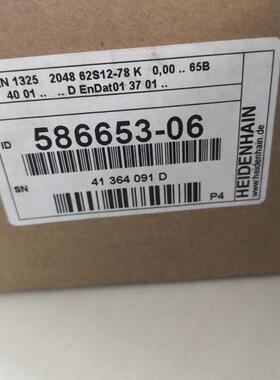 N 1325 2048 62S12-78 K 0,00 .. 65B
40 01 .. .. D EnDat01 37 01 ..
ID 586653-06
SN 41 364 091 D
P4
HEIDENHAIN
www.heidenhain.de